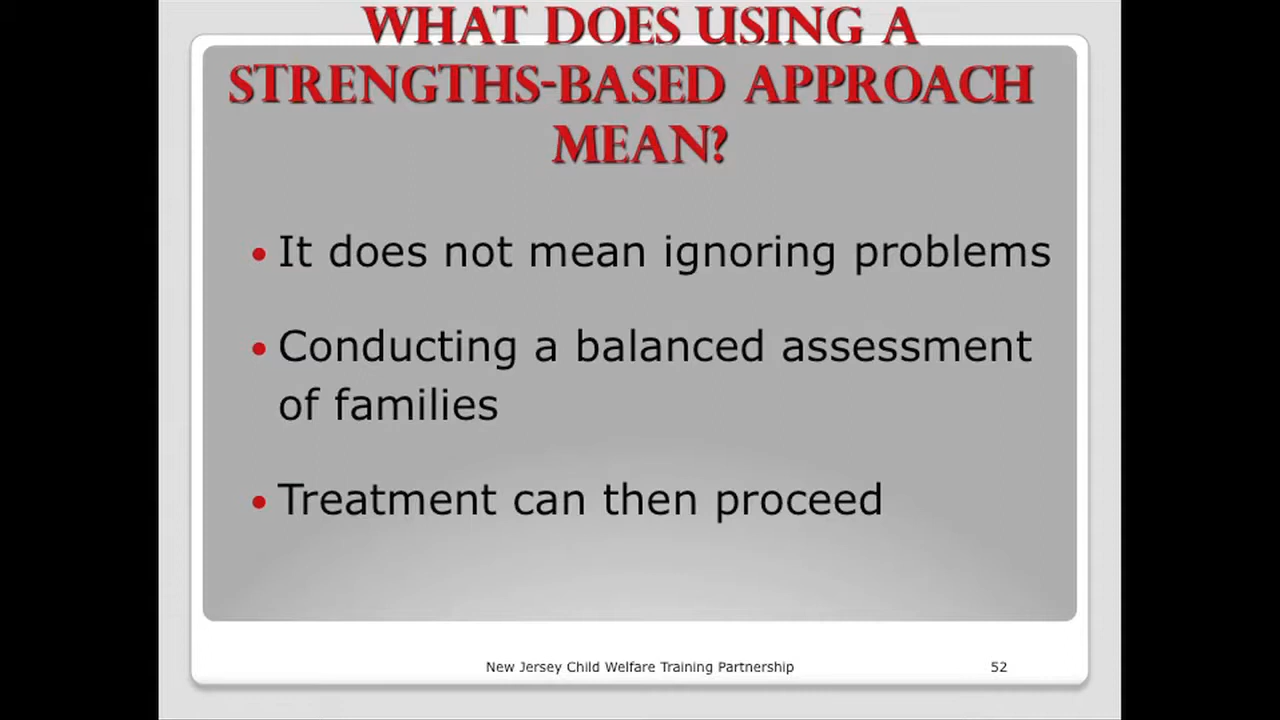 WHAT DOES USING A
STRENGTHS-BASED APPROACH
MEAN?
• It does not mean ignoring problems
• Conducting a balanced assessment
of families
• Treatment can then proceed
New Jersey Child Welfare Training Partnership 52